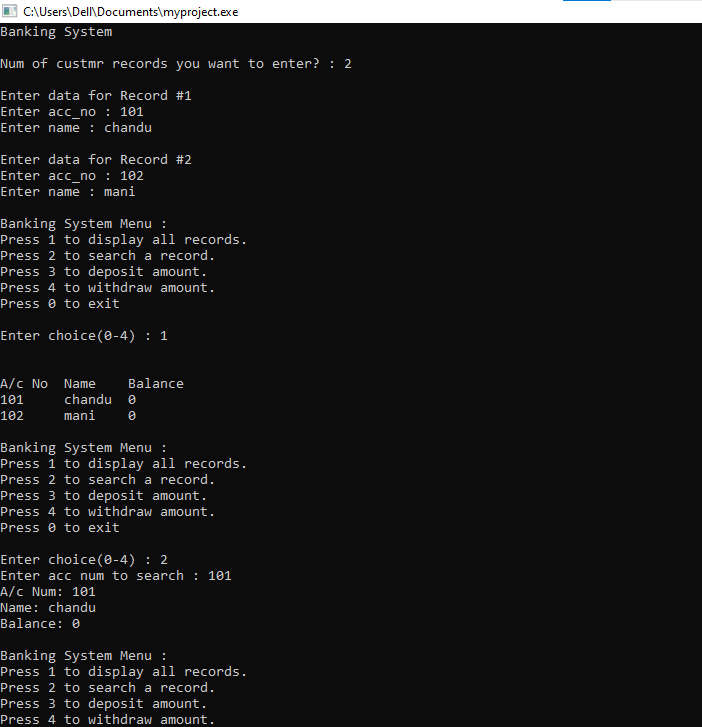 C:\Users\Dell\Documents\myproject.exe
Banking System
Num of custmr records you want to enter? : 2
Enter data for Record #1
Enter acc_no : 101
Enter name : chandu
Enter data for Record #2
Enter acc_no : 102
Enter name : mani
Banking System Menu :
Press 1 to display all records.
Press 2 to search a record.
Press 3 to deposit amount.
Press 4 to withdraw amount.
Press 0 to exit
Enter choice(0-4) : 1
A/c No  Name    Balance
101     chandu  0
102     mani    0
Banking System Menu :
Press 1 to display all records.
Press 2 to search a record.
Press 3 to deposit amount.
Press 4 to withdraw amount.
Press 0 to exit
Enter choice(0-4) : 2
Enter acc num to search : 101
A/c Num: 101
Name: chandu
Balance: 0
Banking System Menu :
Press 1 to display all records.
Press 2 to search a record.
Press 3 to deposit amount.
Press 4 to withdraw amount.